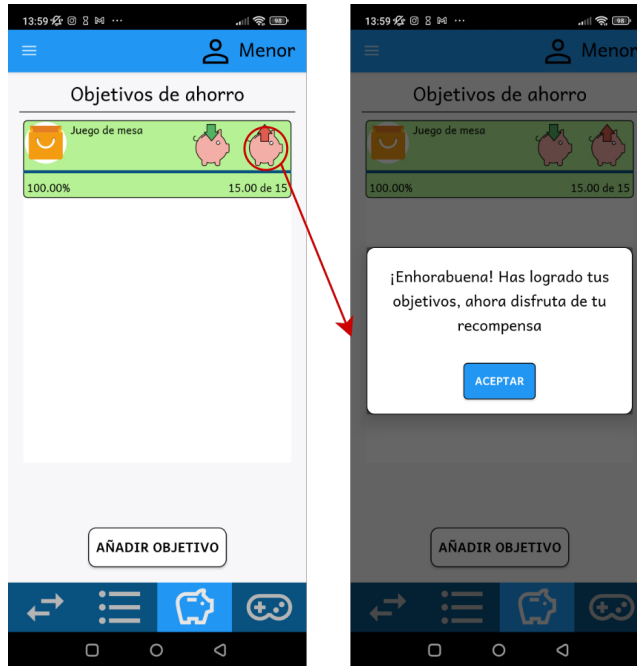 13:59
98
Menor
Objetivos de ahorro
Juego de mesa
100.00%
15.00 de 15
AÑADIR OBJETIVO
13:59
98
Menor
Objetivos de ahorro
Juego de mesa
100.00%
15.00 de 15
¡Enhorabuena! Has logrado tus
objetivos, ahora disfruta de tu
recompensa
ACEPTAR
AÑADIR OBJETIVO